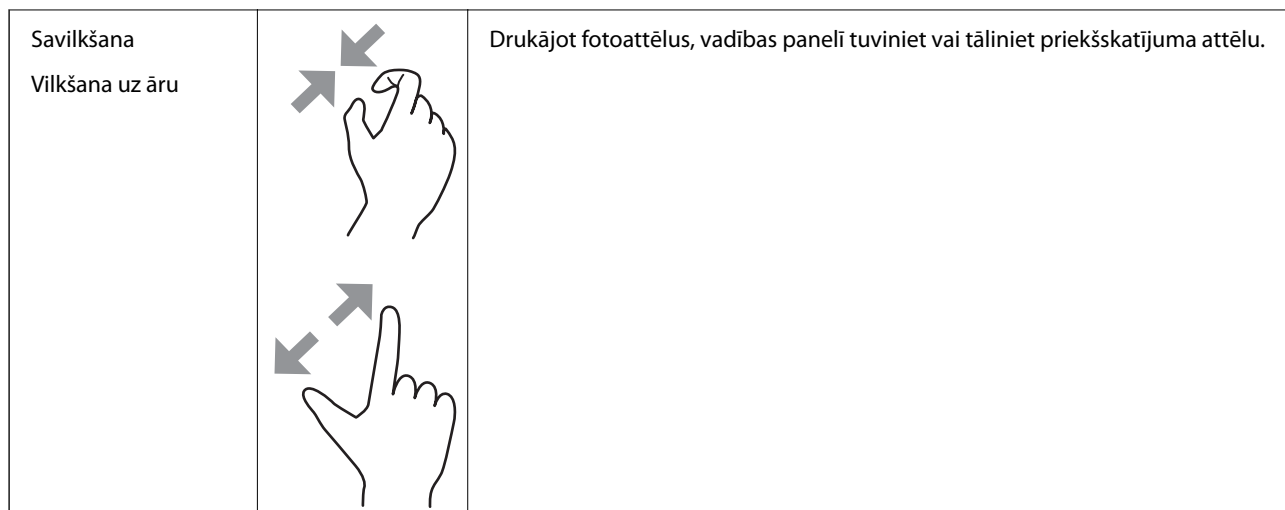 Savilkšana
Vilkšana uz āru
Drukājot fotoattēlus, vadības panelī tuviniet vai tāliniet priekšskatījuma attēlu.